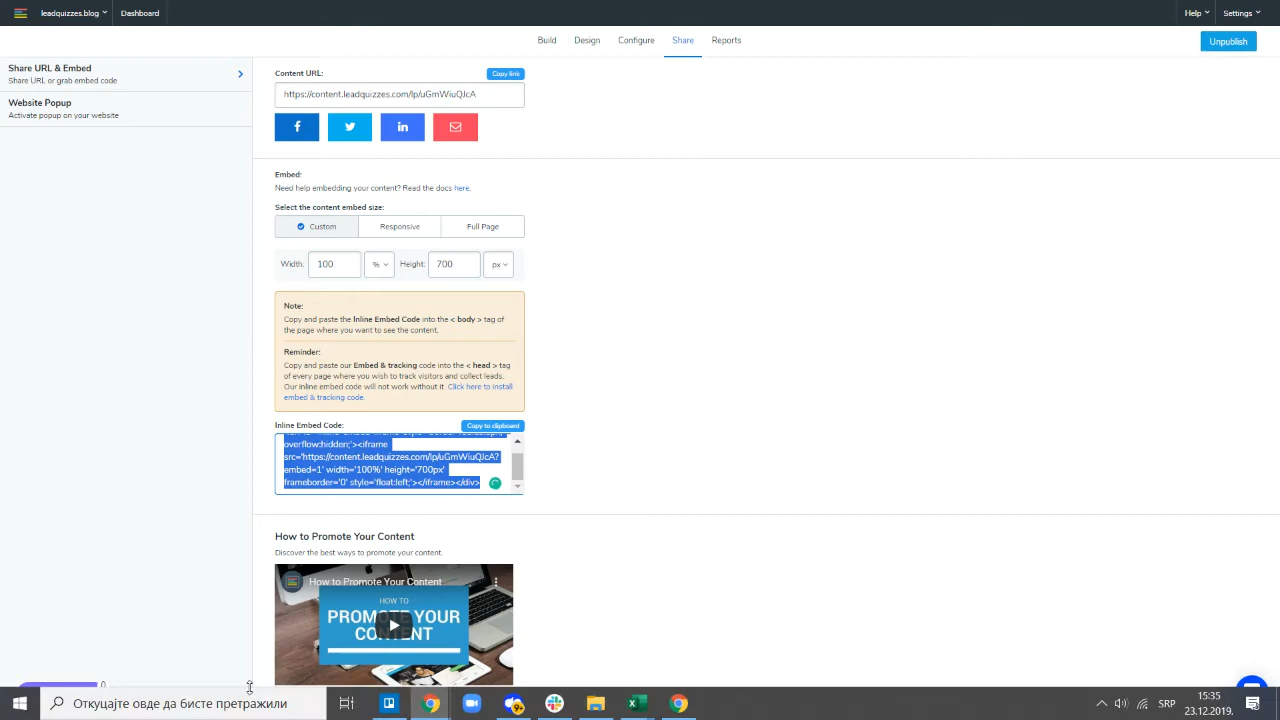 leadquizzes.blog
Dashboard
Help
Settings
Build
Design
Configure
Share
Reports
Unpublish
Share URL & Embed
Share URL or grab embed code
Website Popup
Activate popup on your website
Content URL:
Copy link
https://content.leadquizzes.com/lp/uGmWiuQJcA
Embed:
Need help embedding your content? Read the docs here.
Select the content embed size:
Custom
Responsive
Full Page
Width:
100
%
Height:
700
px
Note:
Copy and paste the Inline Embed Code into the < body > tag
of the page where you want to see the content.
Reminder:
Copy and paste our Embed & tracking code into the < head > tag
of every page where you wish to track visitors and collect leads.
Our inline embed code will not work without it. Click here to install
embed & tracking code.
Inline Embed Code:
Copy to clipboard
overflow:hidden;'><iframe
src='https://content.leadquizzes.com/lp/uGmWiuQJcA?
embed=1' width='100%' height='700px'
frameborder='0' style='float:left;'></iframe></div>
How to Promote Your Content
Discover the best ways to promote your content.
How to Promote Your Content
HOW TO
PROMOTE YOUR
CONTENT
0
Откуцајте овде да бисте претражили
9+
SRP
15:35
23.12.2019.